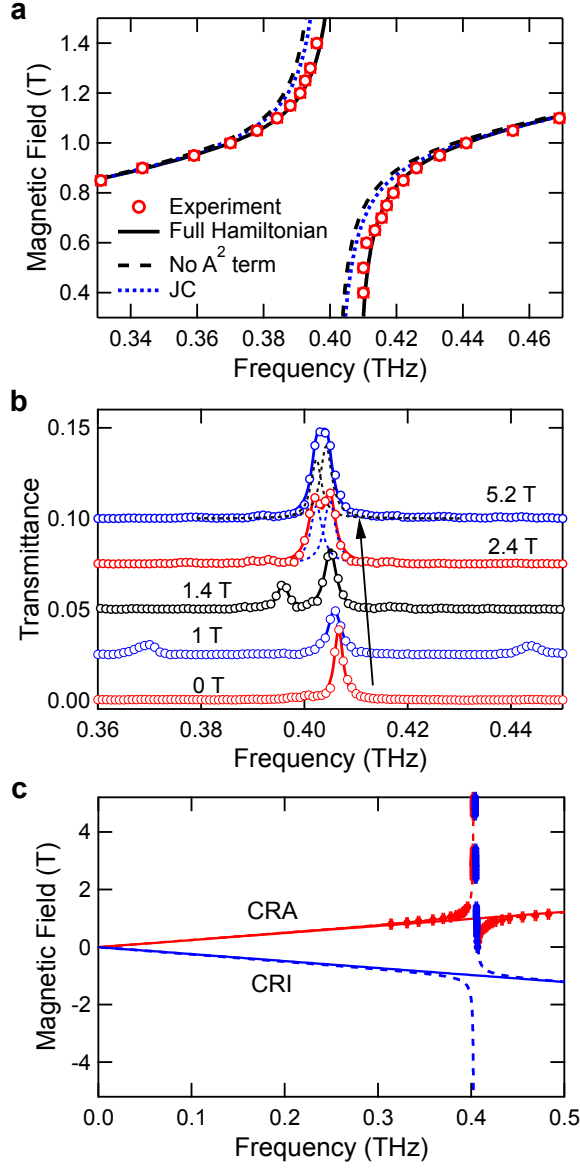 a
Magnetic Field (T)
1.4
1.2
1.0
0.8
0.6
0.4
Experiment
Full Hamiltonian
No A² term
JC
0.34 0.36 0.38 0.40 0.42 0.44 0.46
Frequency (THz)
b
Transmittance
0.15
0.10
0.05
0.00
5.2 T
2.4 T
1.4 T
1 T
0 T
0.36 0.38 0.40 0.42 0.44
Frequency (THz)
c
Magnetic Field (T)
4
2
0
-2
-4
CRA
CRI
0.0 0.1 0.2 0.3 0.4 0.5
Frequency (THz)